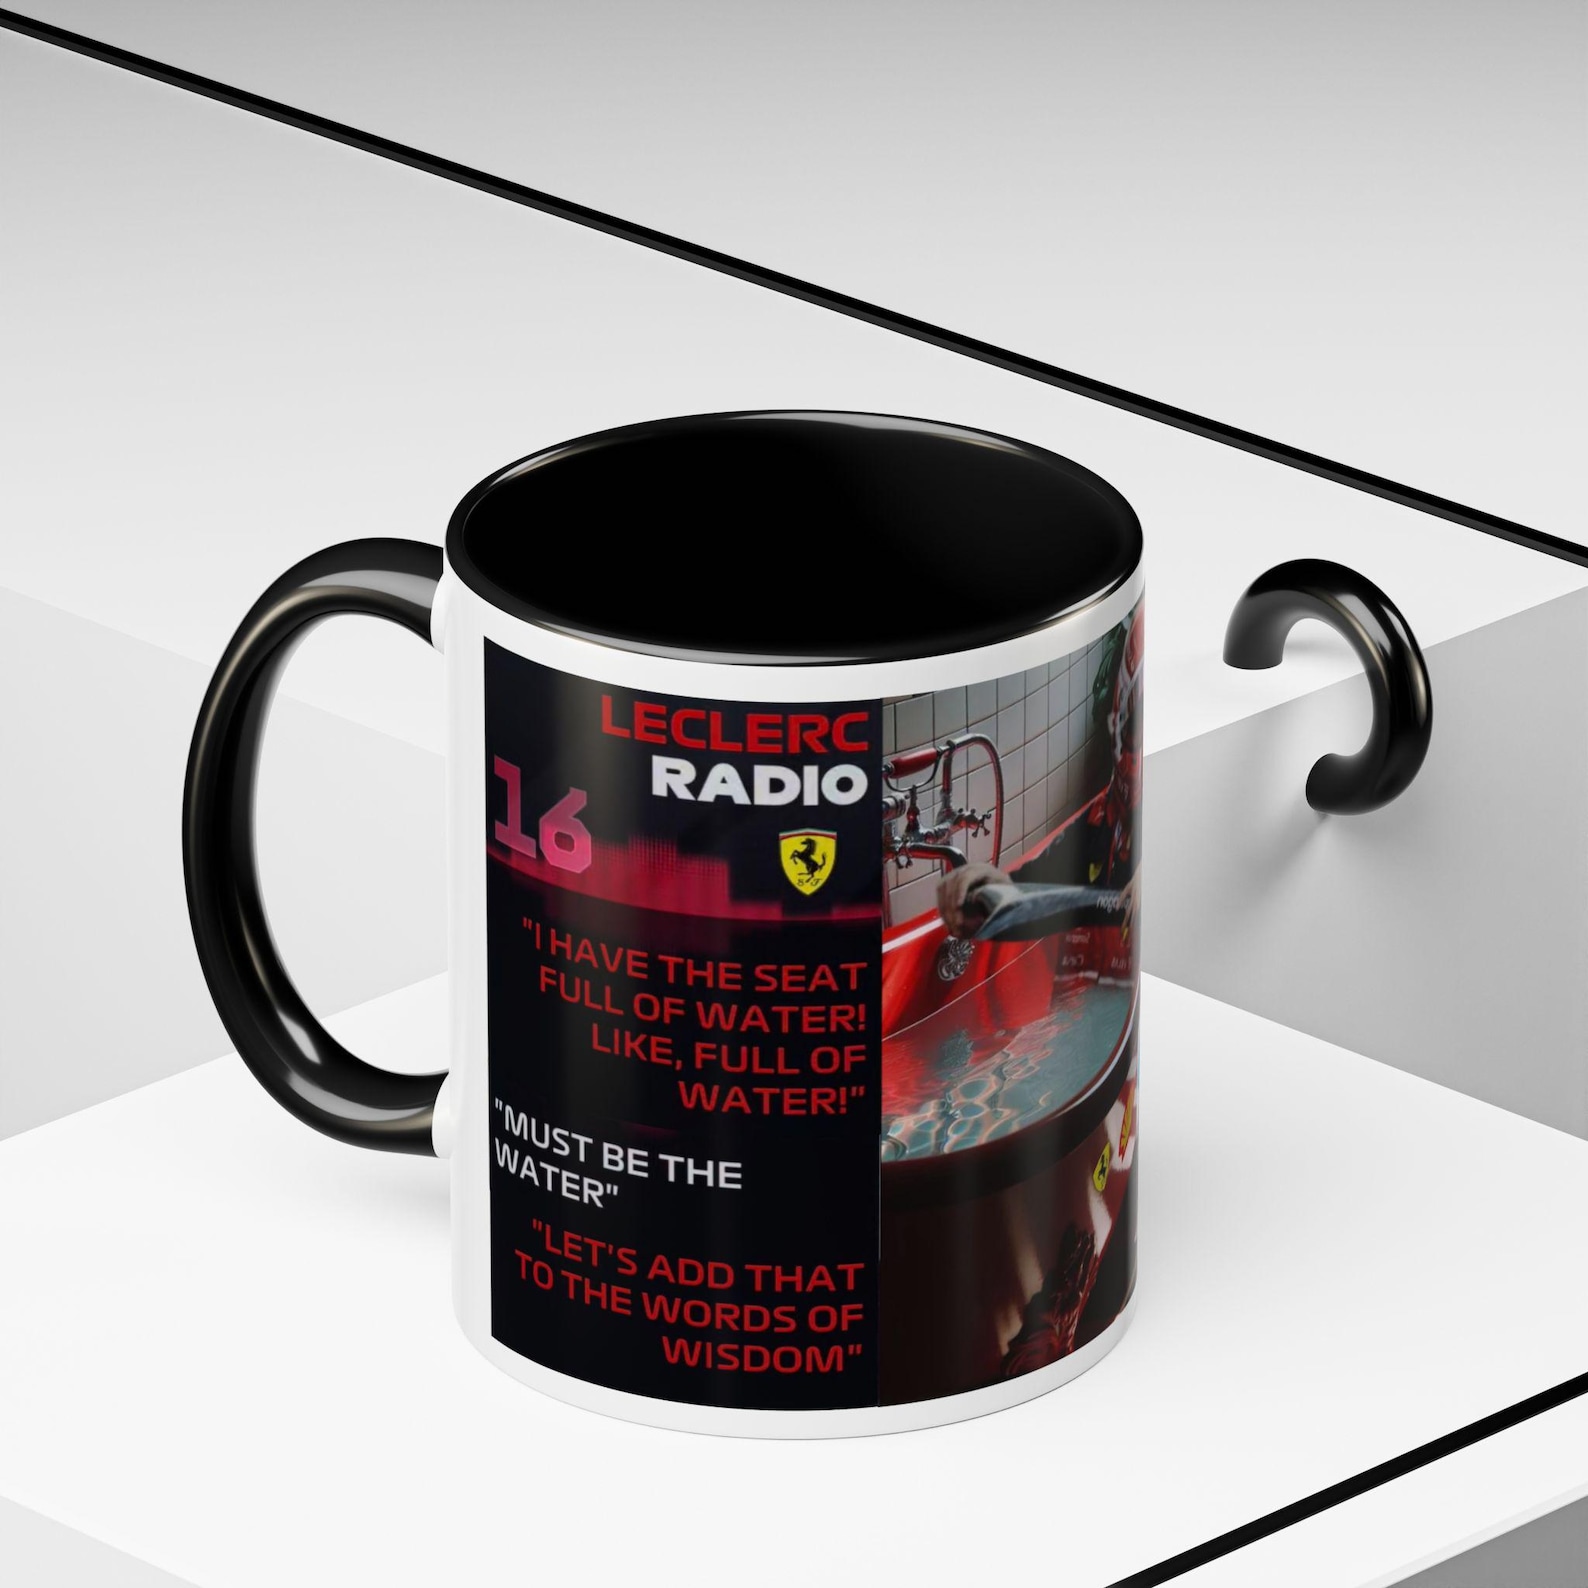 LECLERC
RADIO
16
"I HAVE THE SEAT
FULL OF WATER!
LIKE, FULL OF
WATER!"
"MUST BE THE
WATER"
"LET'S ADD THAT
TO THE WORDS OF
WISDOM"